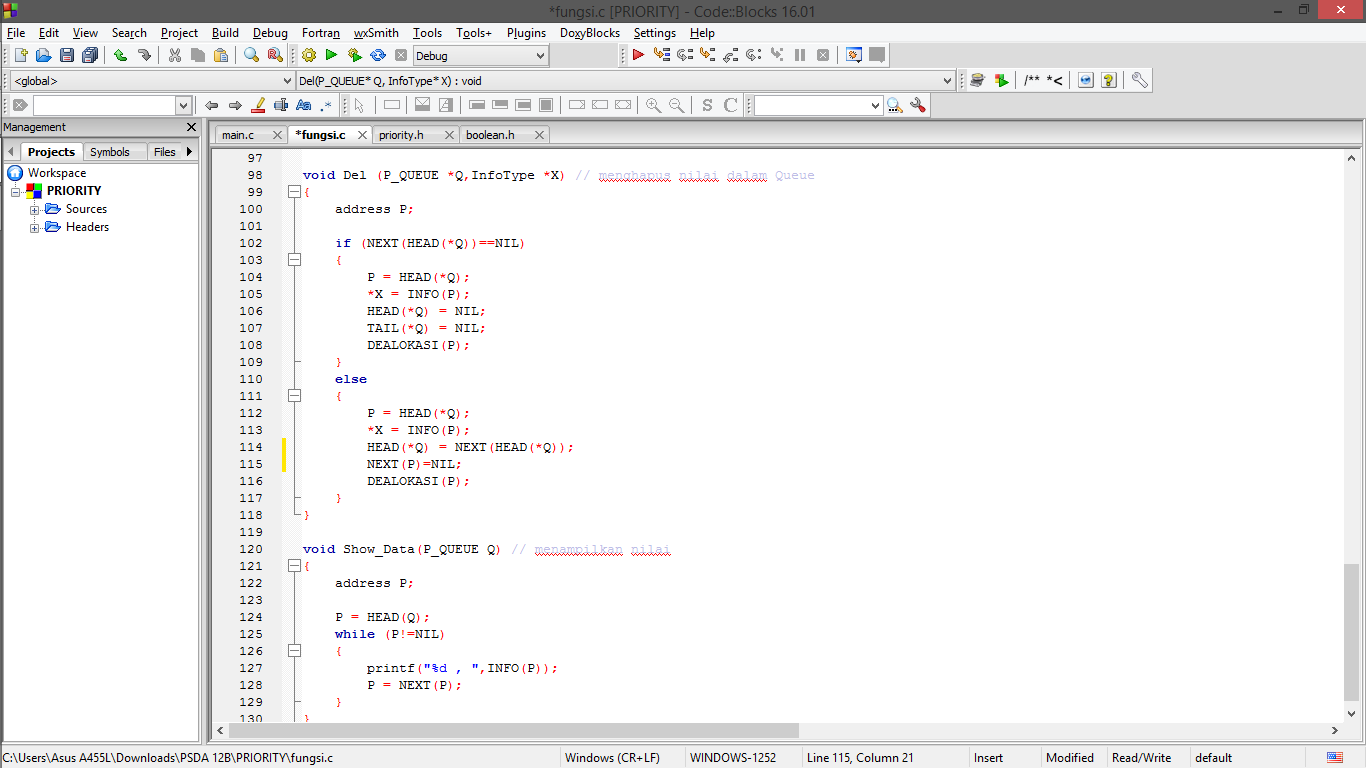 *fungsi.c [PRIORITY] - Code::Blocks 16.01
File Edit View Search Project Build Debug Fortran wxSmith Tools Tools+ Plugins DoxyBlocks Settings Help
Debug
<global> Del(P_QUEUE* Q, InfoType* X) : void
/** *<
Aa .* S C
Management
main.c *fungsi.c priority.h boolean.h
Projects Symbols Files
Workspace
PRIORITY
Sources
Headers
97
98 void Del (P_QUEUE *Q,InfoType *X) // menghapus nilai dalam Queue
99 {
100 address P;
101
102 if (NEXT(HEAD(*Q))==NIL)
103 {
104 P = HEAD(*Q);
105 *X = INFO(P);
106 HEAD(*Q) = NIL;
107 TAIL(*Q) = NIL;
108 DEALOKASI(P);
109 }
110 else
111 {
112 P = HEAD(*Q);
113 *X = INFO(P);
114 HEAD(*Q) = NEXT(HEAD(*Q));
115 NEXT(P)=NIL;
116 DEALOKASI(P);
117 }
118 }
119
120 void Show_Data(P_QUEUE Q) // menampilkan nilai
121 {
122 address P;
123
124 P = HEAD(Q);
125 while (P!=NIL)
126 {
127 printf("%d , ",INFO(P));
128 P = NEXT(P);
129 }
130 }
C:\Users\Asus A455L\Downloads\PSDA 12B\PRIORITY\fungsi.c Windows (CR+LF) WINDOWS-1252 Line 115, Column 21 Insert Modified Read/Write default